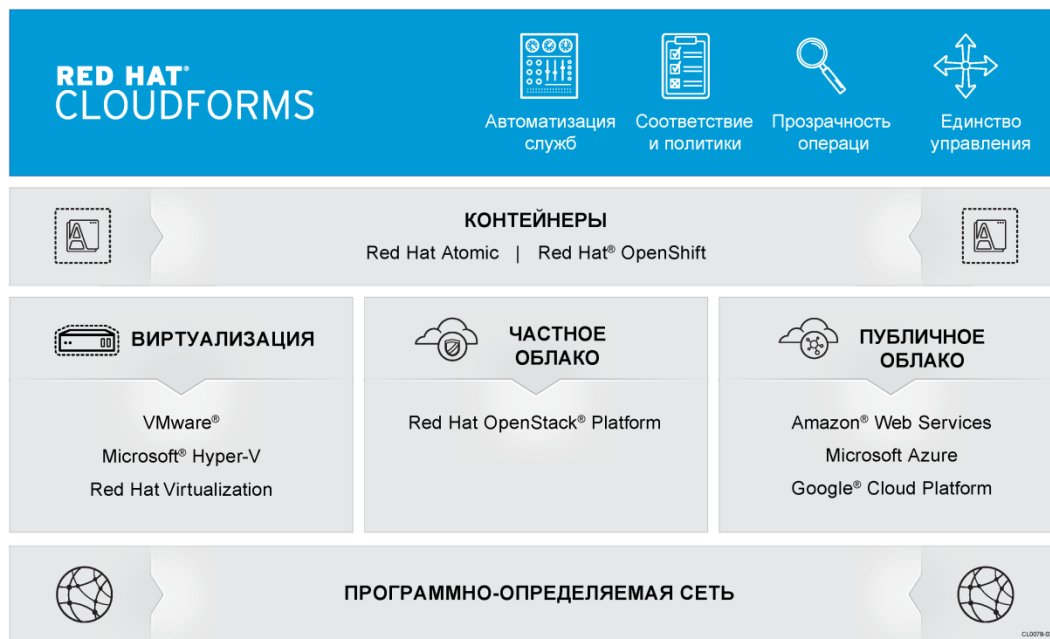 RED HAT®
CLOUDFORMS
Автоматизация
служб
Соответствие
и политики
Прозрачность
операци
Единство
управления
КОНТЕЙНЕРЫ
Red Hat Atomic | Red Hat® OpenShift
ВИРТУАЛИЗАЦИЯ
VMware®
Microsoft® Hyper-V
Red Hat Virtualization
ЧАСТНОЕ
ОБЛАКО
Red Hat OpenStack® Platform
ПУБЛИЧНОЕ
ОБЛАКО
Amazon® Web Services
Microsoft Azure
Google® Cloud Platform
ПРОГРАММНО-ОПРЕДЕЛЯЕМАЯ СЕТЬ